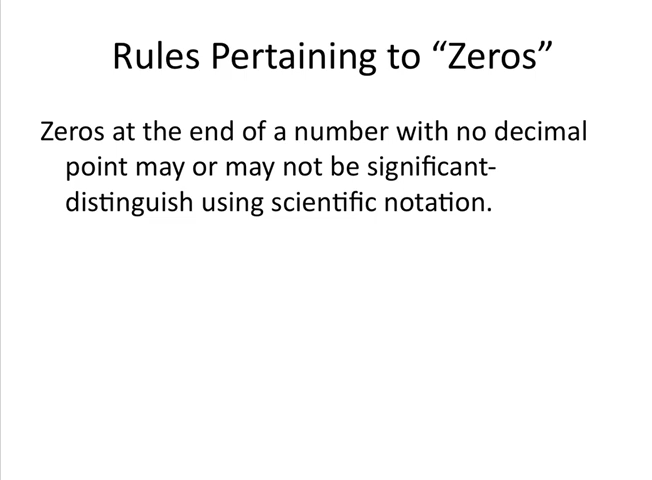 Rules Pertaining to “Zeros”
Zeros at the end of a number with no decimal
point may or may not be significant-
distinguish using scientific notation.